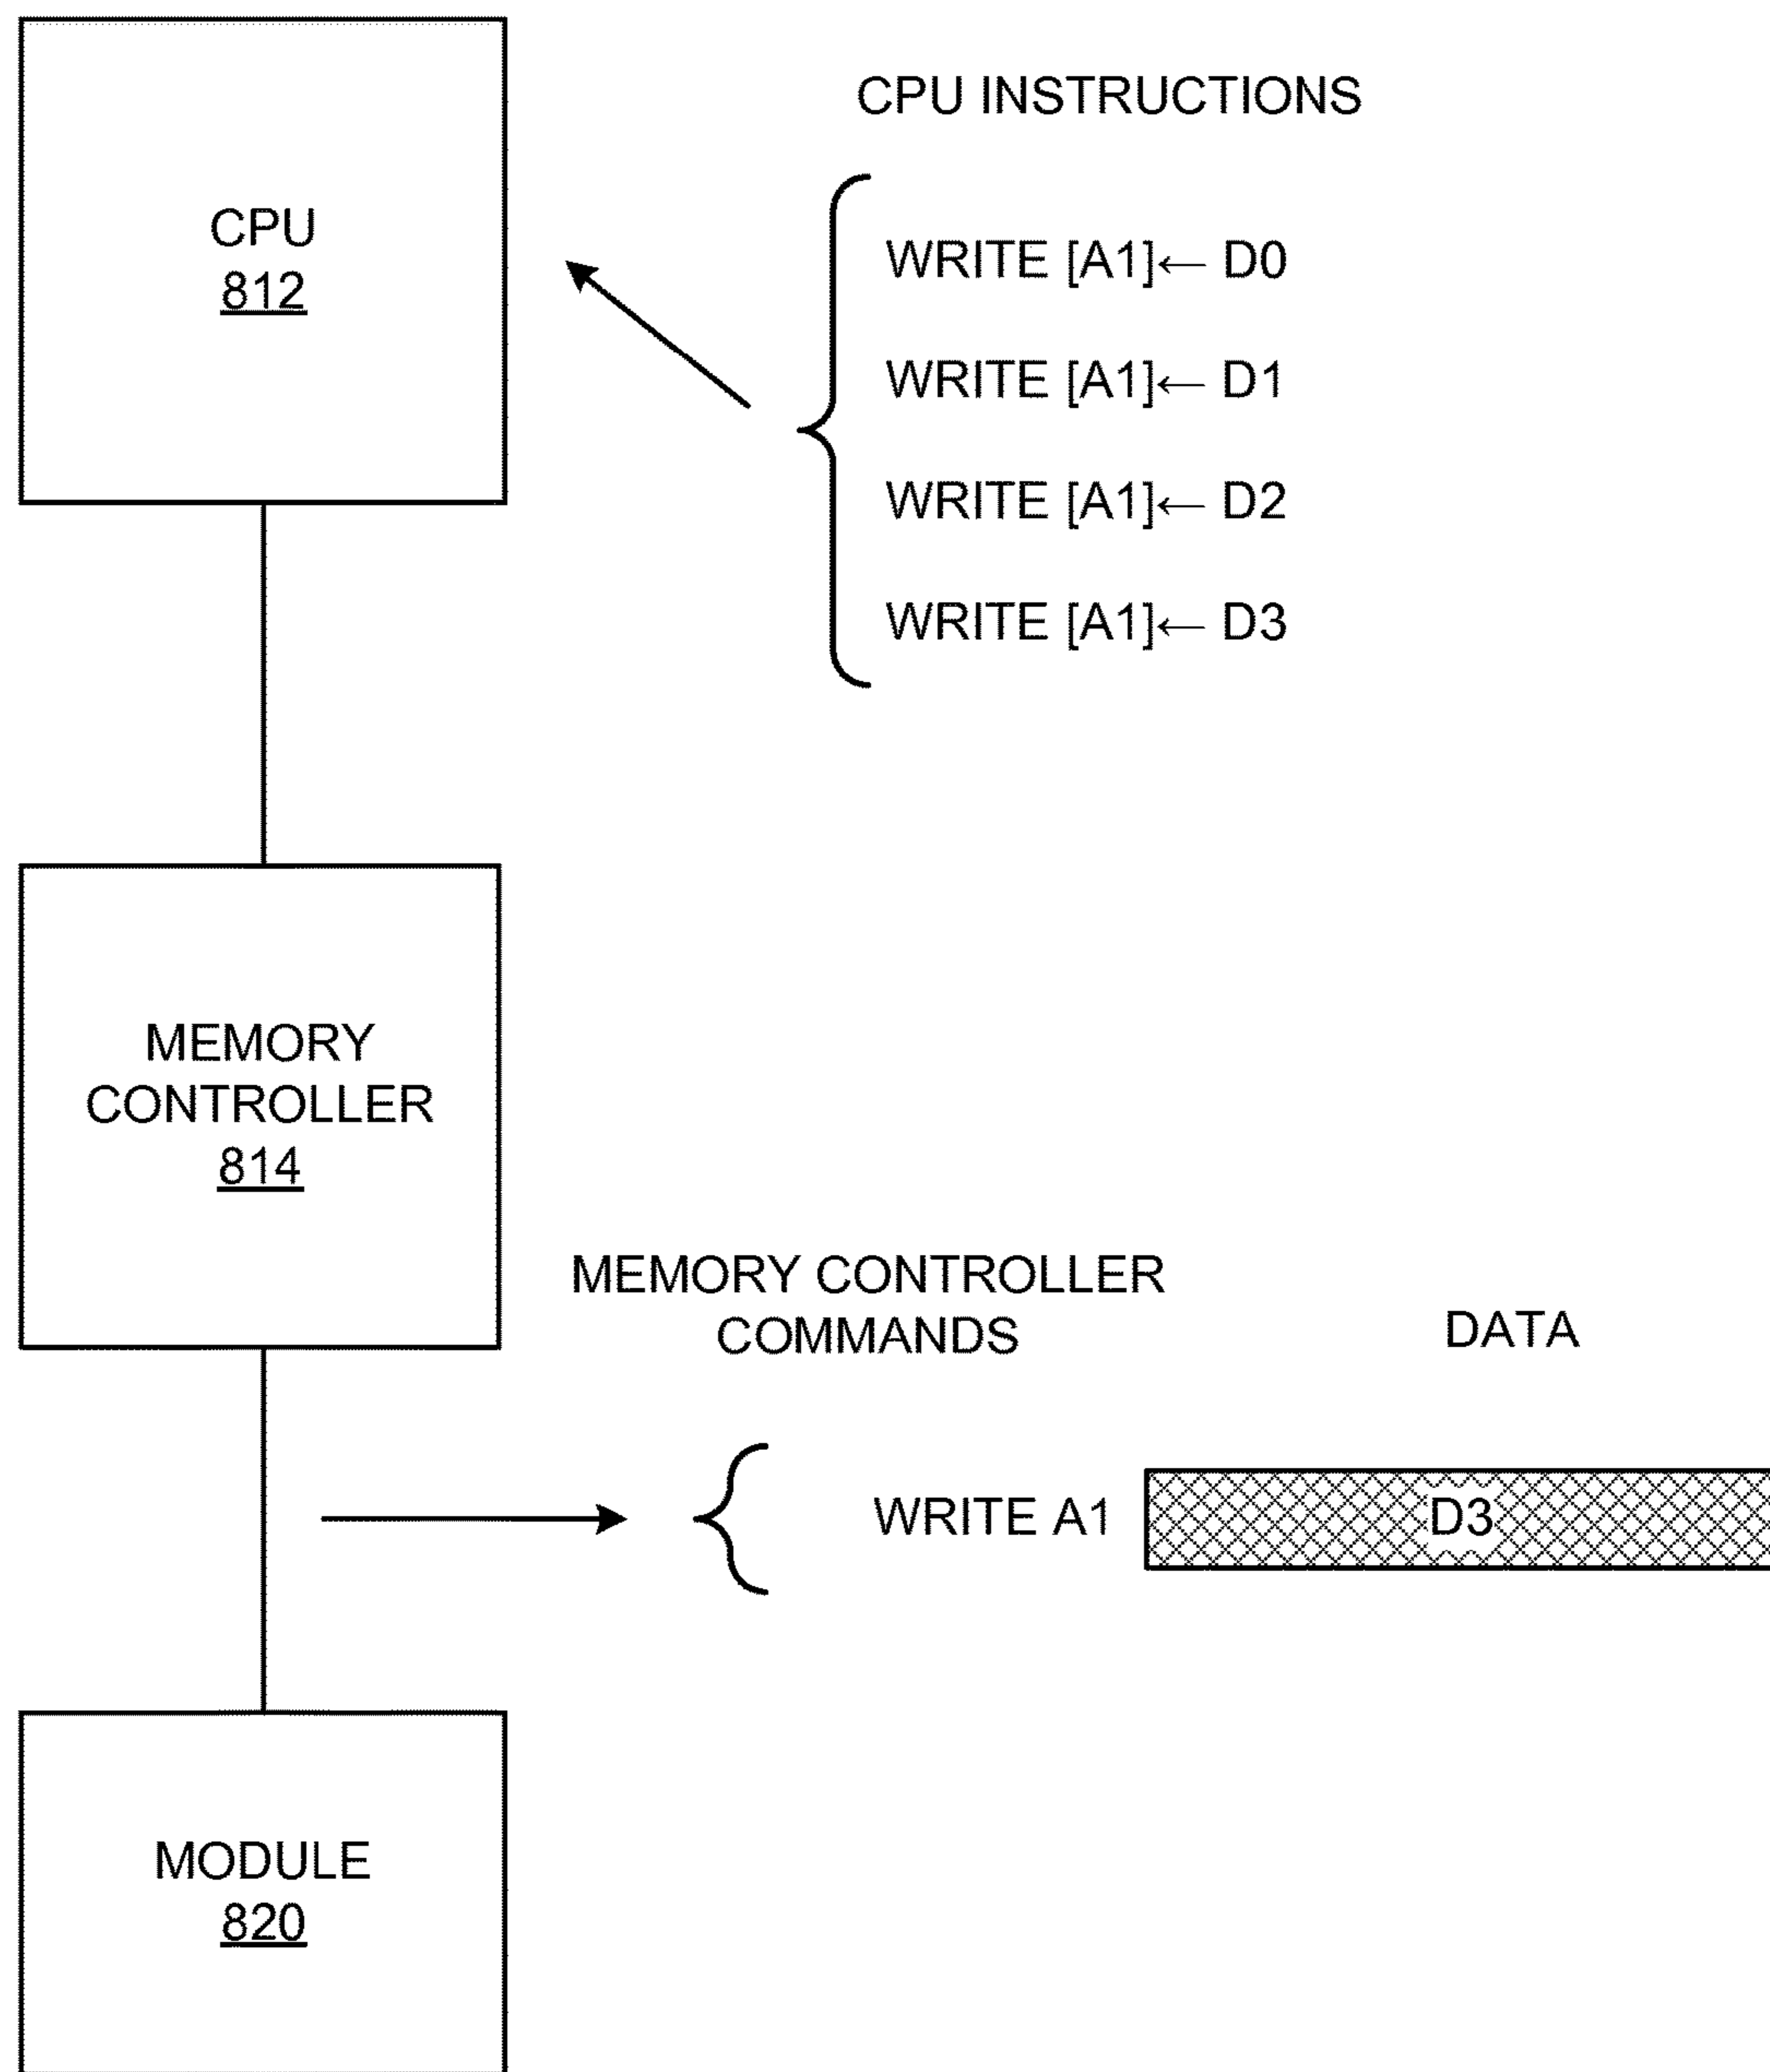 CPU
812
CPU INSTRUCTIONS
WRITE [A1]← D0
WRITE [A1]← D1
WRITE [A1]← D2
WRITE [A1]← D3
MEMORY
CONTROLLER
814
MEMORY CONTROLLER
COMMANDS
DATA
WRITE A1
D3
MODULE
820